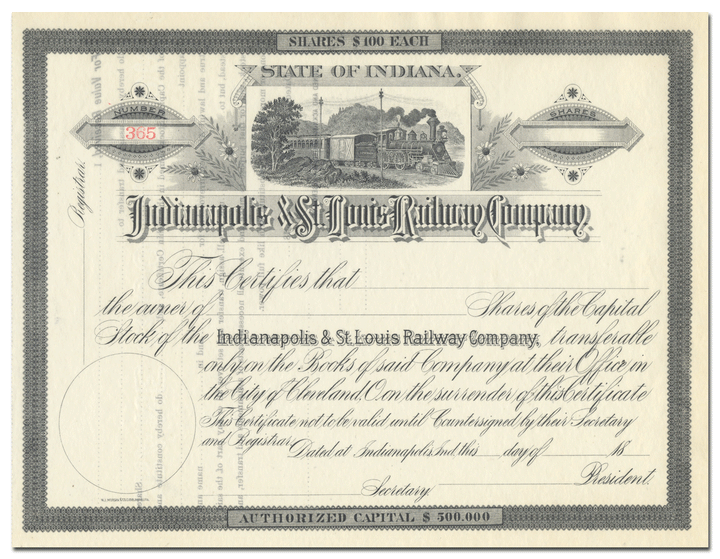 SHARES $100 EACH
STATE OF INDIANA.
NUMBER
365
SHARES
Registrar.
Indianapolis & St. Louis Railway Company.
This Certifies that
the owner of Shares of the Capital
Stock of the Indianapolis & St. Louis Railway Company, transferable
only on the Books of said Company at their Office in
the City of Cleveland, O. on the surrender of this Certificate
This Certificate not to be valid until Countersigned by their Secretary
and Registrar.
Dated at Indianapolis, Ind. this day of 18
President.
Secretary.
AUTHORIZED CAPITAL $ 500.000